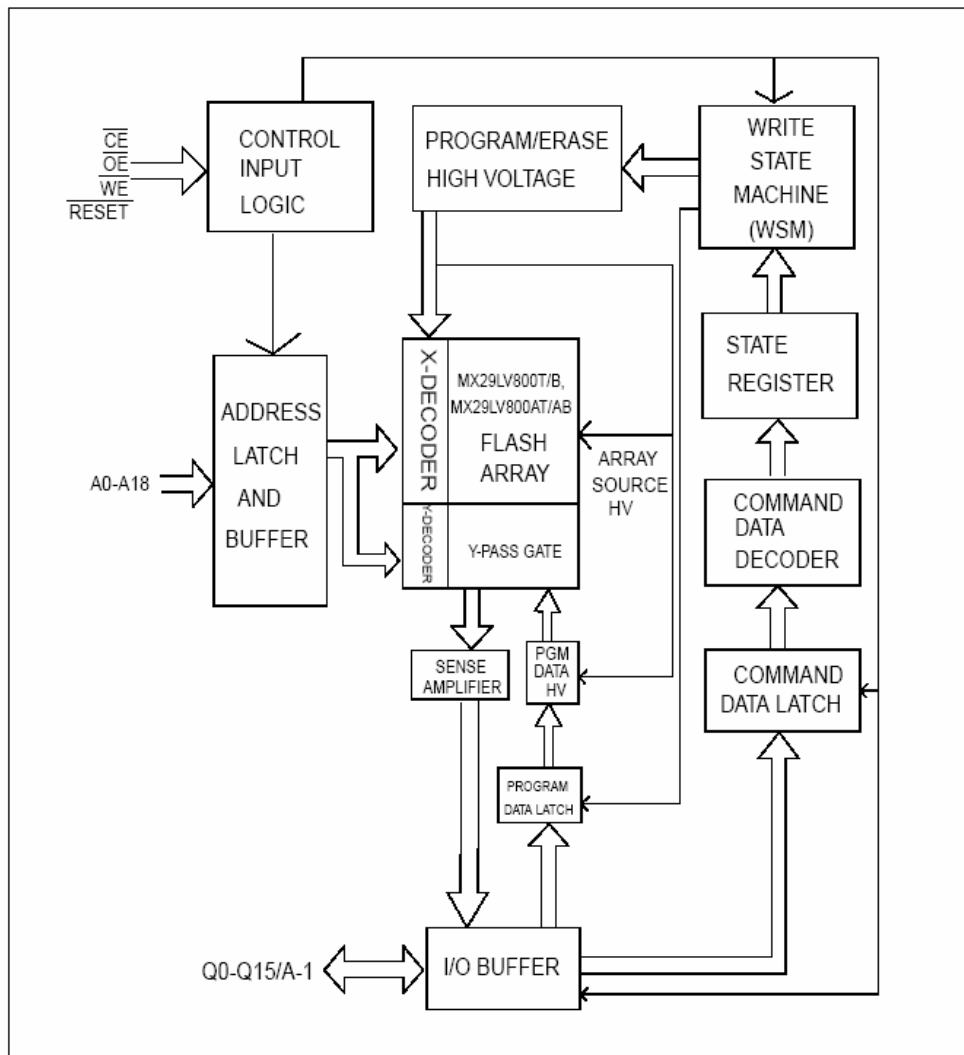 CONTROL
INPUT
LOGIC
PROGRAM/ERASE
HIGH VOLTAGE
WRITE
STATE
MACHINE
(WSM)
CE
OE
WE
RESET
STATE
REGISTER
ADDRESS
LATCH
AND
BUFFER
A0-A18
X-DECODER
MX29LV800T/B,
MX29LV800AT/AB
FLASH
ARRAY
ARRAY
SOURCE
HV
Y-DECODER
Y-PASS GATE
COMMAND
DATA
DECODER
SENSE
AMPLIFIER
PGM
DATA
HV
COMMAND
DATA LATCH
PROGRAM
DATA LATCH
Q0-Q15/A-1
I/O BUFFER